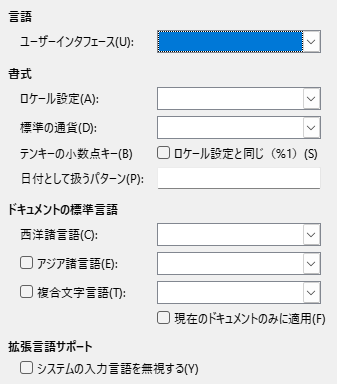 言語
ユーザーインタフェース(U):
書式
ロケール設定(A):
標準の通貨(D):
テンキーの小数点キー(B) ロケール設定と同じ（%1）(S)
日付として扱うパターン(P):
ドキュメントの標準言語
西洋諸言語(C):
アジア諸言語(E):
複合文字言語(T):
現在のドキュメントのみに適用(F)
拡張言語サポート
システムの入力言語を無視する(Y)